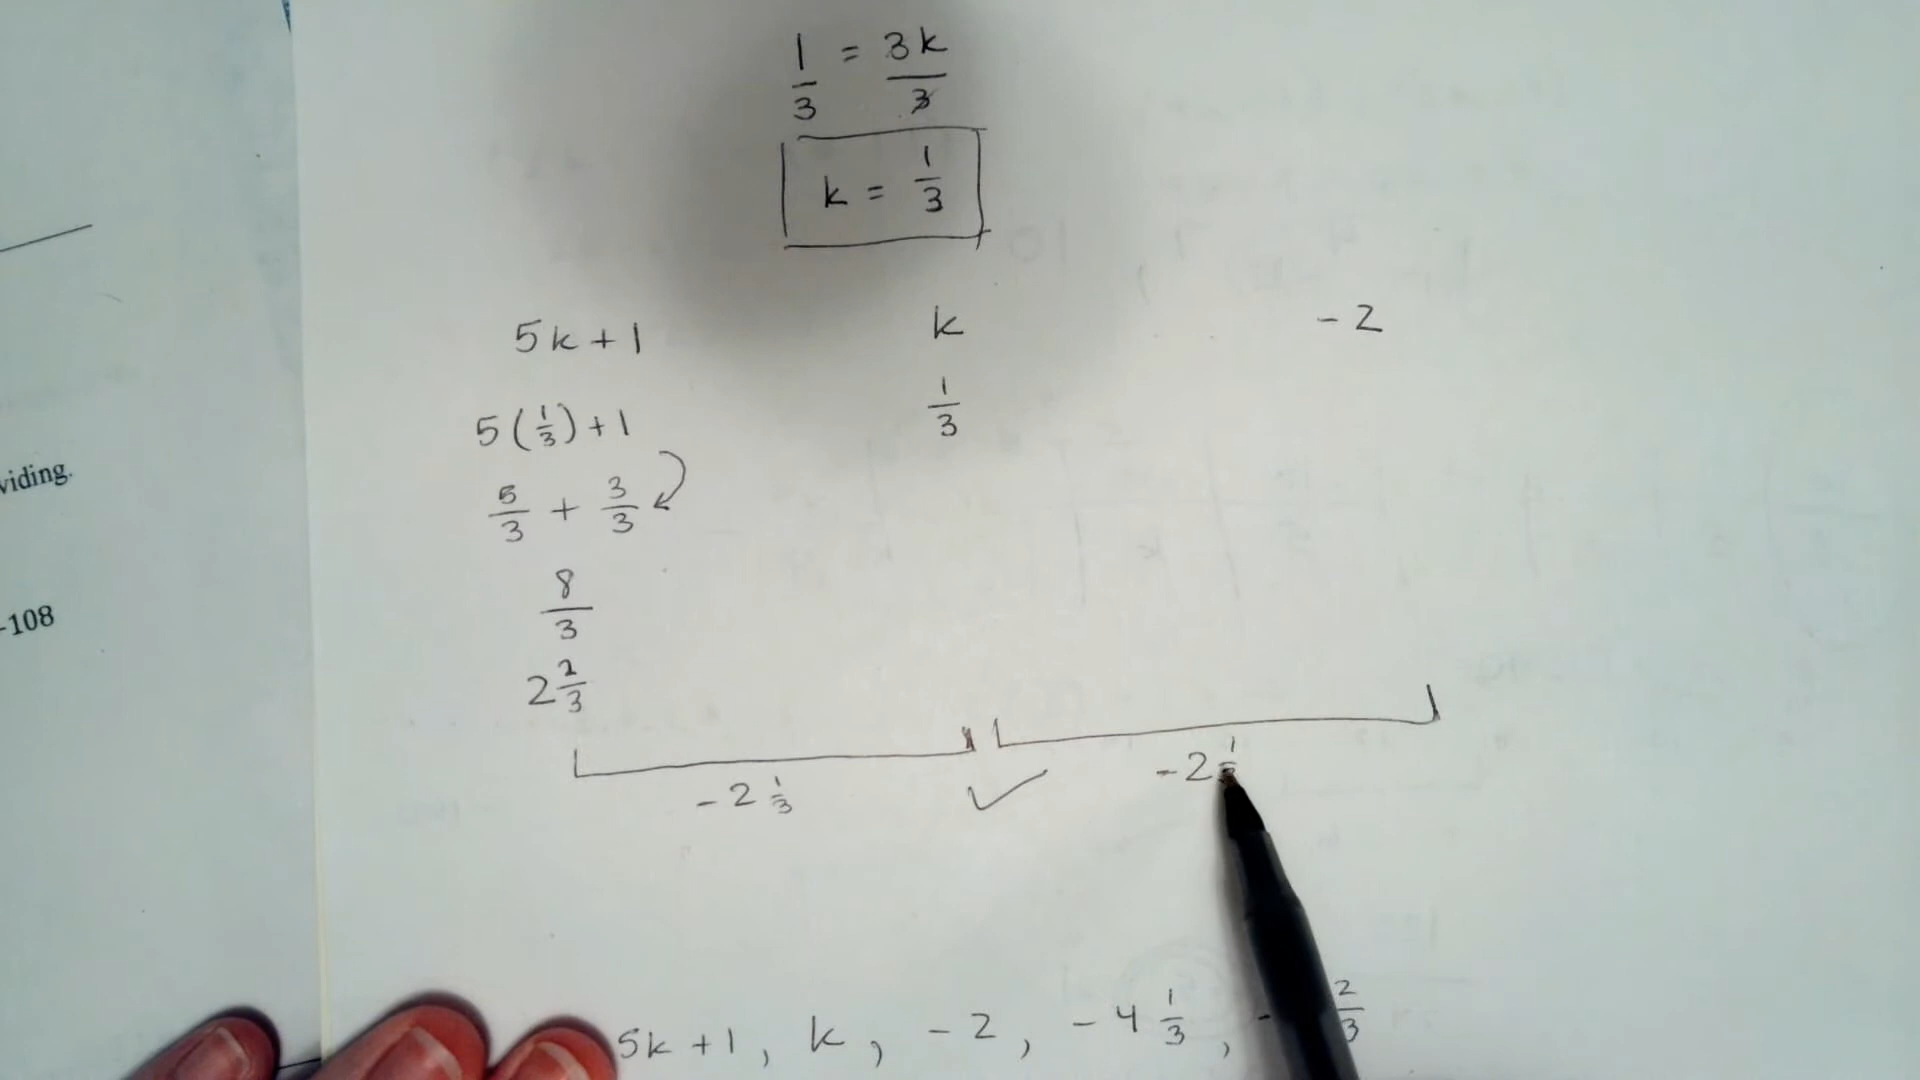 1/3 = 3k/3
k = 1/3
5k+1 k -2
5(1/3)+1 1/3
5/3 + 3/3
8/3
2 2/3
-2 1/3 ✓ -2 1/3
5k+1, k, -2, -4 1/3, - 2/3
viding.
-108